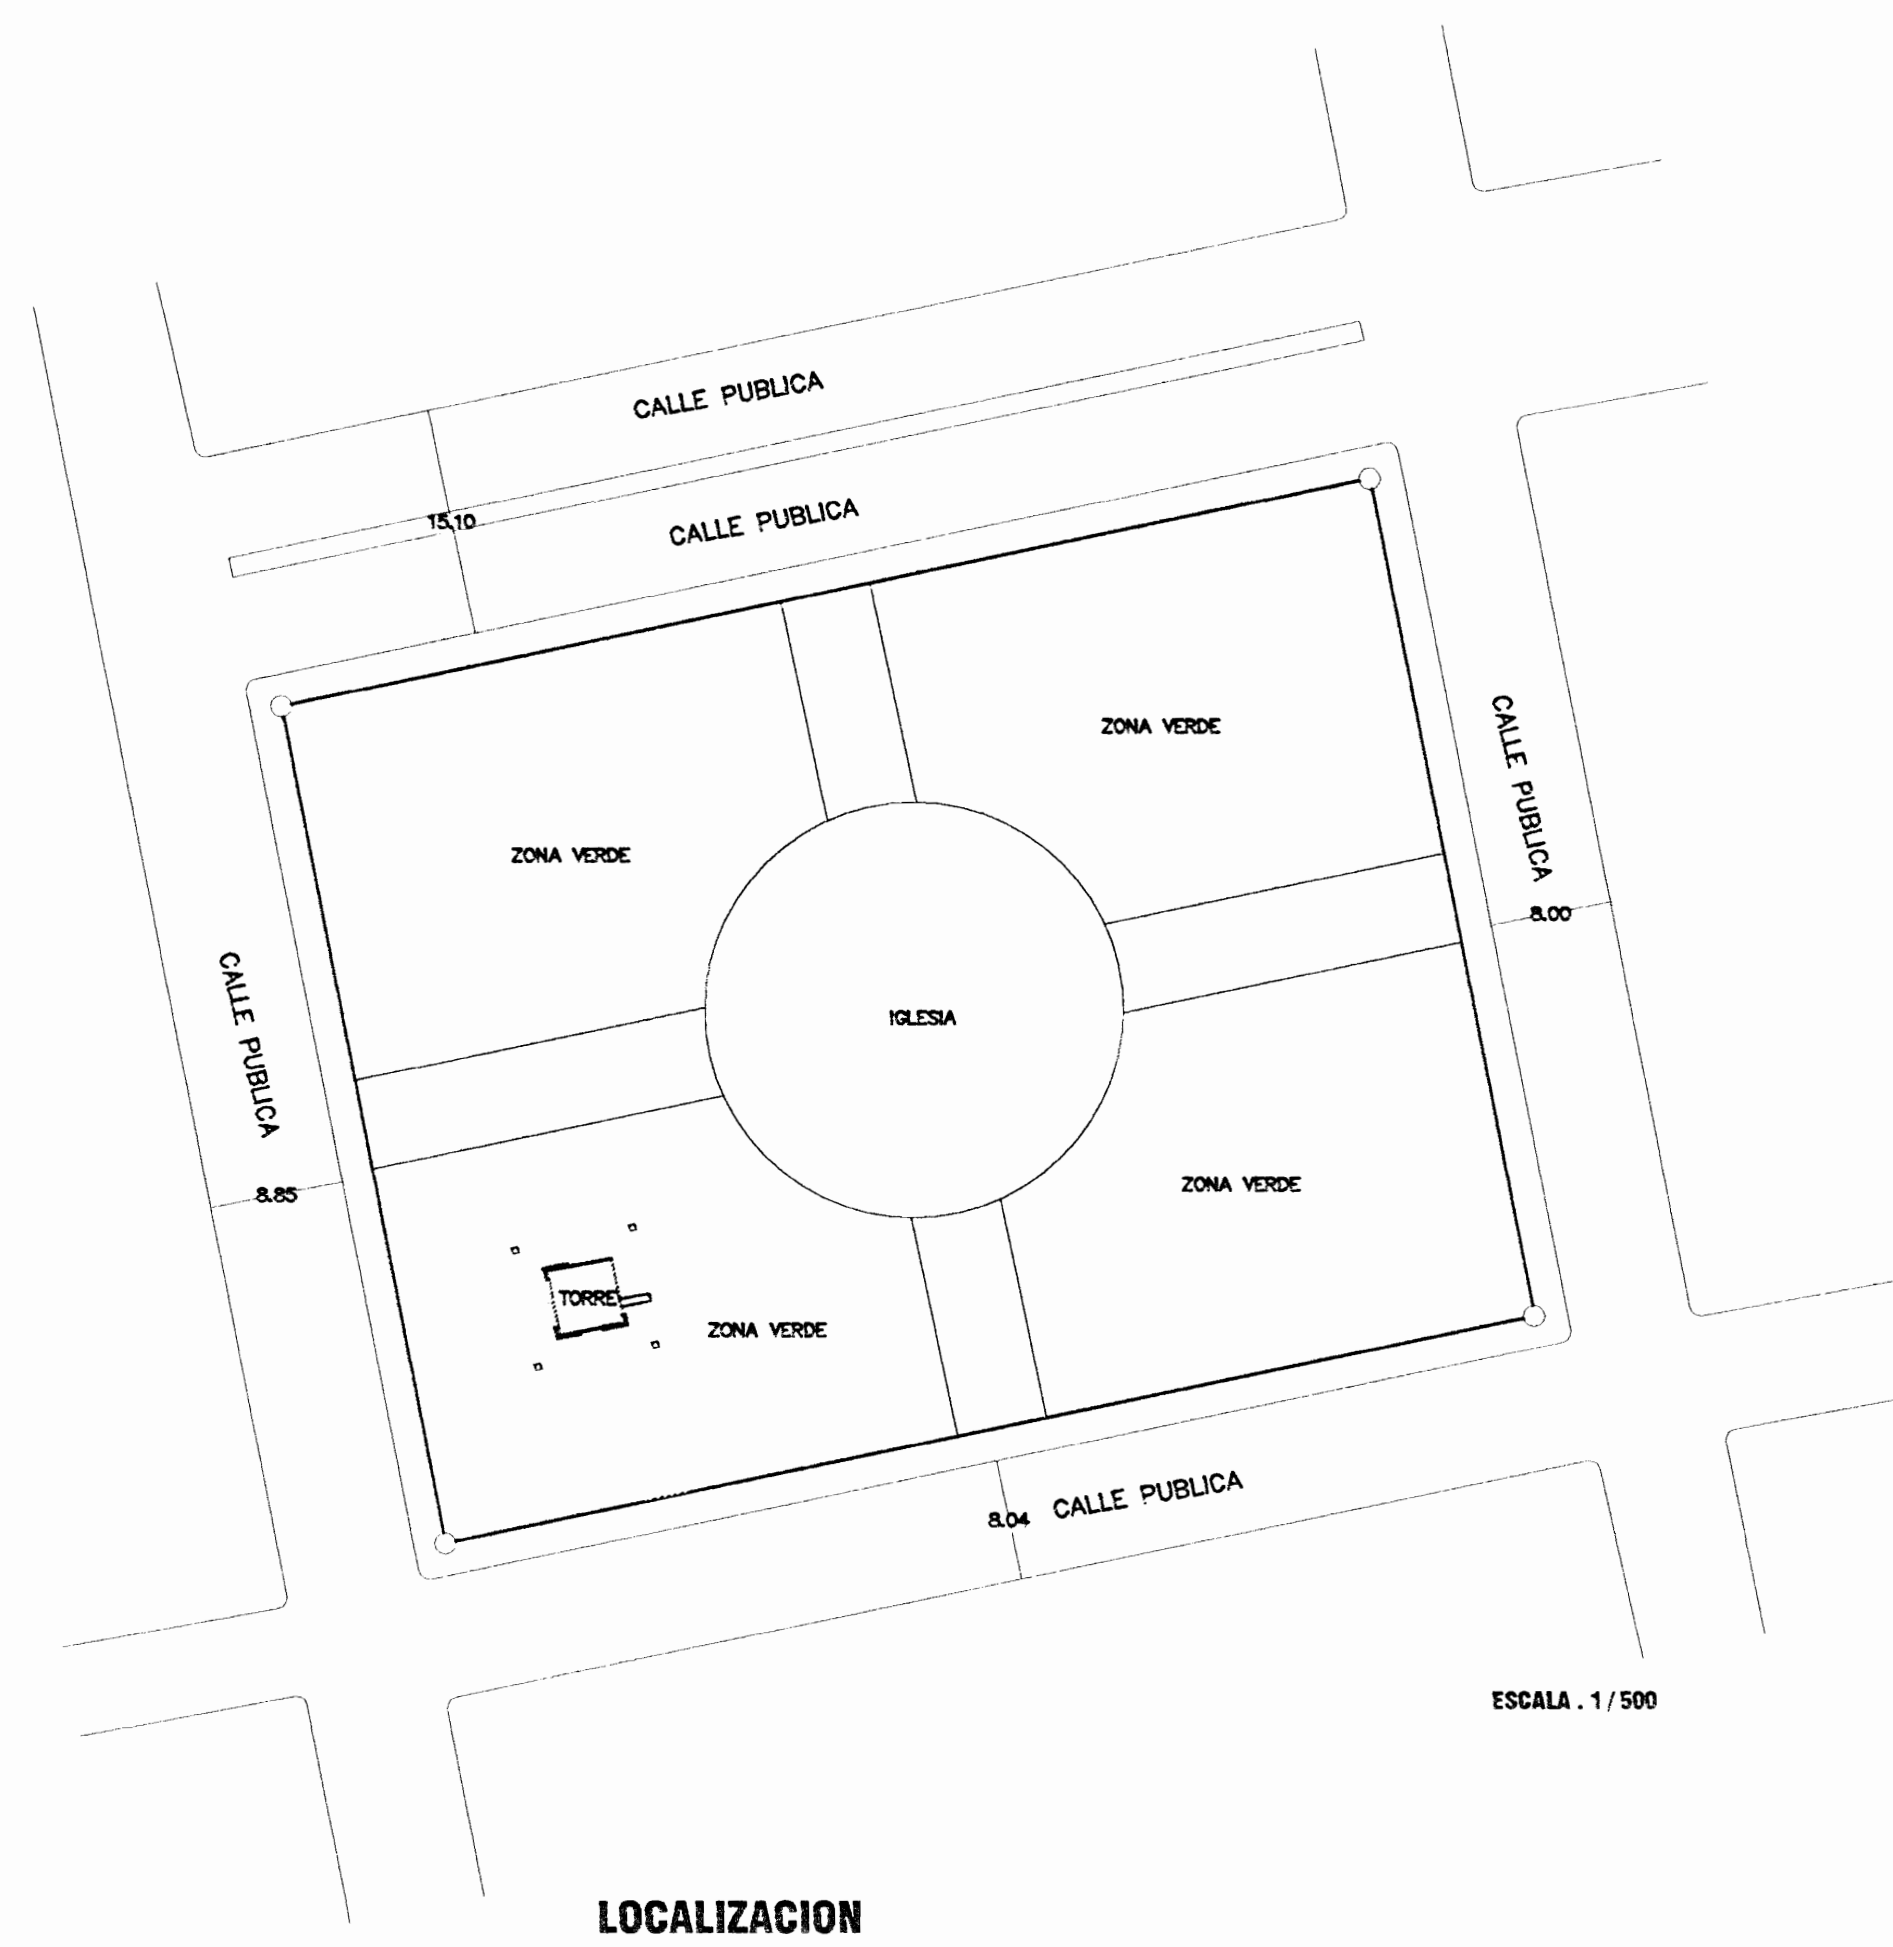 CALLE PUBLICA
15.10
CALLE PUBLICA
ZONA VERDE
CALLE PUBLICA
ZONA VERDE
8.00
CALLE PUBLICA
IGLESIA
8.85
ZONA VERDE
TORRE
ZONA VERDE
8.04 CALLE PUBLICA
ESCALA . 1/500
LOCALIZACION